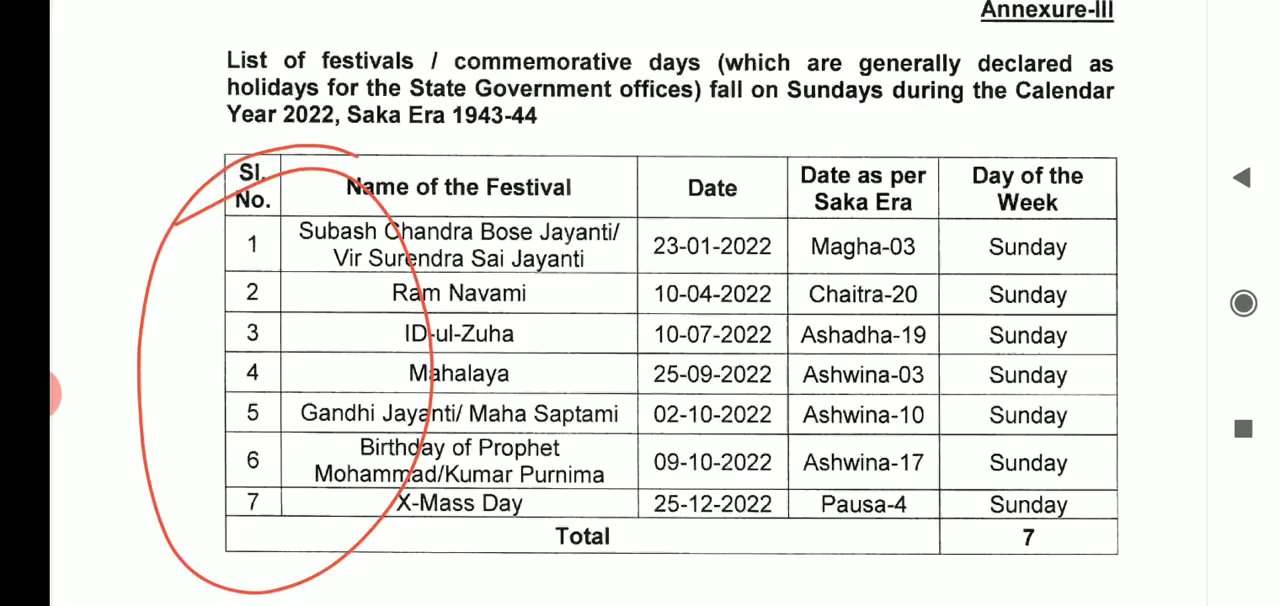 Annexure-III
List of festivals / commemorative days (which are generally declared as
holidays for the State Government offices) fall on Sundays during the Calendar
Year 2022, Saka Era 1943-44
Sl. No. Name of the Festival Date Date as per Saka Era Day of the Week
1 Subash Chandra Bose Jayanti/ Vir Surendra Sai Jayanti 23-01-2022 Magha-03 Sunday
2 Ram Navami 10-04-2022 Chaitra-20 Sunday
3 ID-ul-Zuha 10-07-2022 Ashadha-19 Sunday
4 Mahalaya 25-09-2022 Ashwina-03 Sunday
5 Gandhi Jayanti/ Maha Saptami 02-10-2022 Ashwina-10 Sunday
6 Birthday of Prophet Mohammad/Kumar Purnima 09-10-2022 Ashwina-17 Sunday
7 X-Mass Day 25-12-2022 Pausa-4 Sunday
Total 7